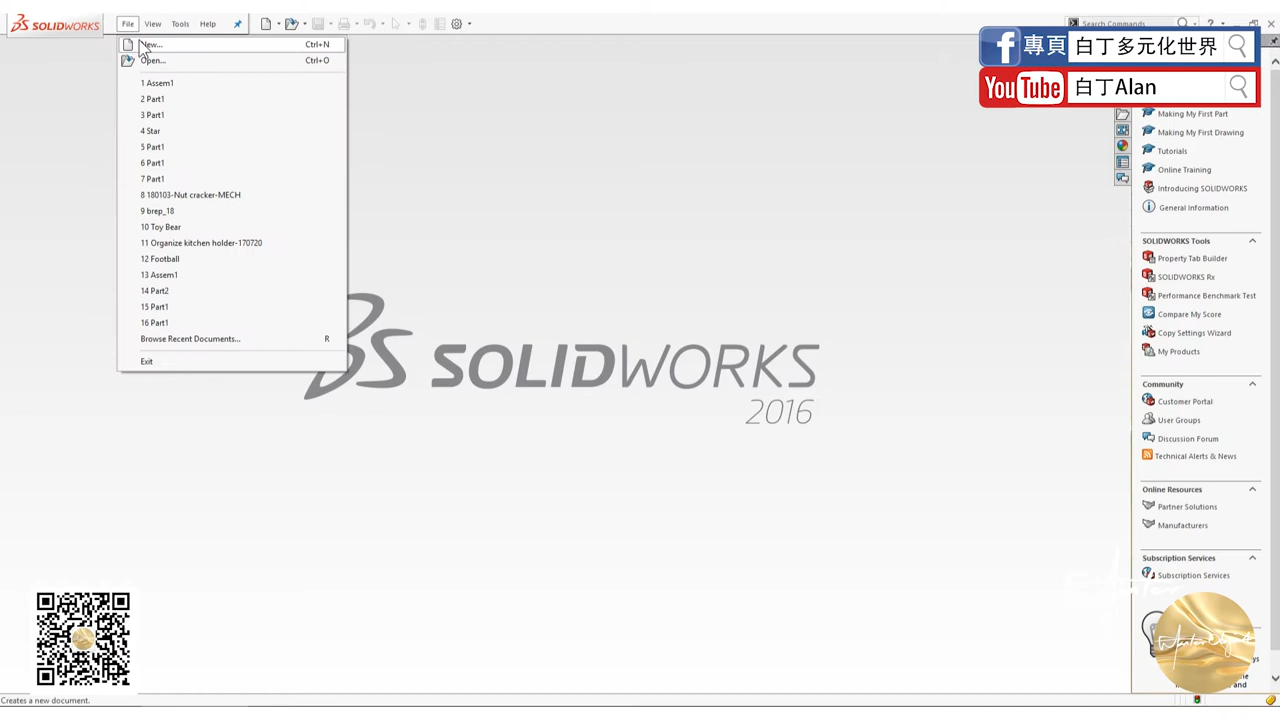 SOLIDWORKS
File View Tools Help
Search Commands
New... Ctrl+N
Open... Ctrl+O
1 Assem1
2 Part1
3 Part1
4 Star
5 Part1
6 Part1
7 Part1
8 180103-Nut cracker-MECH
9 brep_18
10 Toy Bear
11 Organize kitchen holder-170720
12 Football
13 Assem1
14 Part2
15 Part1
16 Part1
Browse Recent Documents... R
Exit
f 專頁 白丁多元化世界
YouTube 白丁Alan
Making My First Part
Making My First Drawing
Tutorials
Online Training
Introducing SOLIDWORKS
General Information
SOLIDWORKS Tools
Property Tab Builder
SOLIDWORKS Rx
Performance Benchmark Test
Compare My Score
Copy Settings Wizard
My Products
Community
Customer Portal
User Groups
Discussion Forum
Technical Alerts & News
Online Resources
Partner Solutions
Manufacturers
Subscription Services
Subscription Services
SOLIDWORKS
2016
Creates a new document.